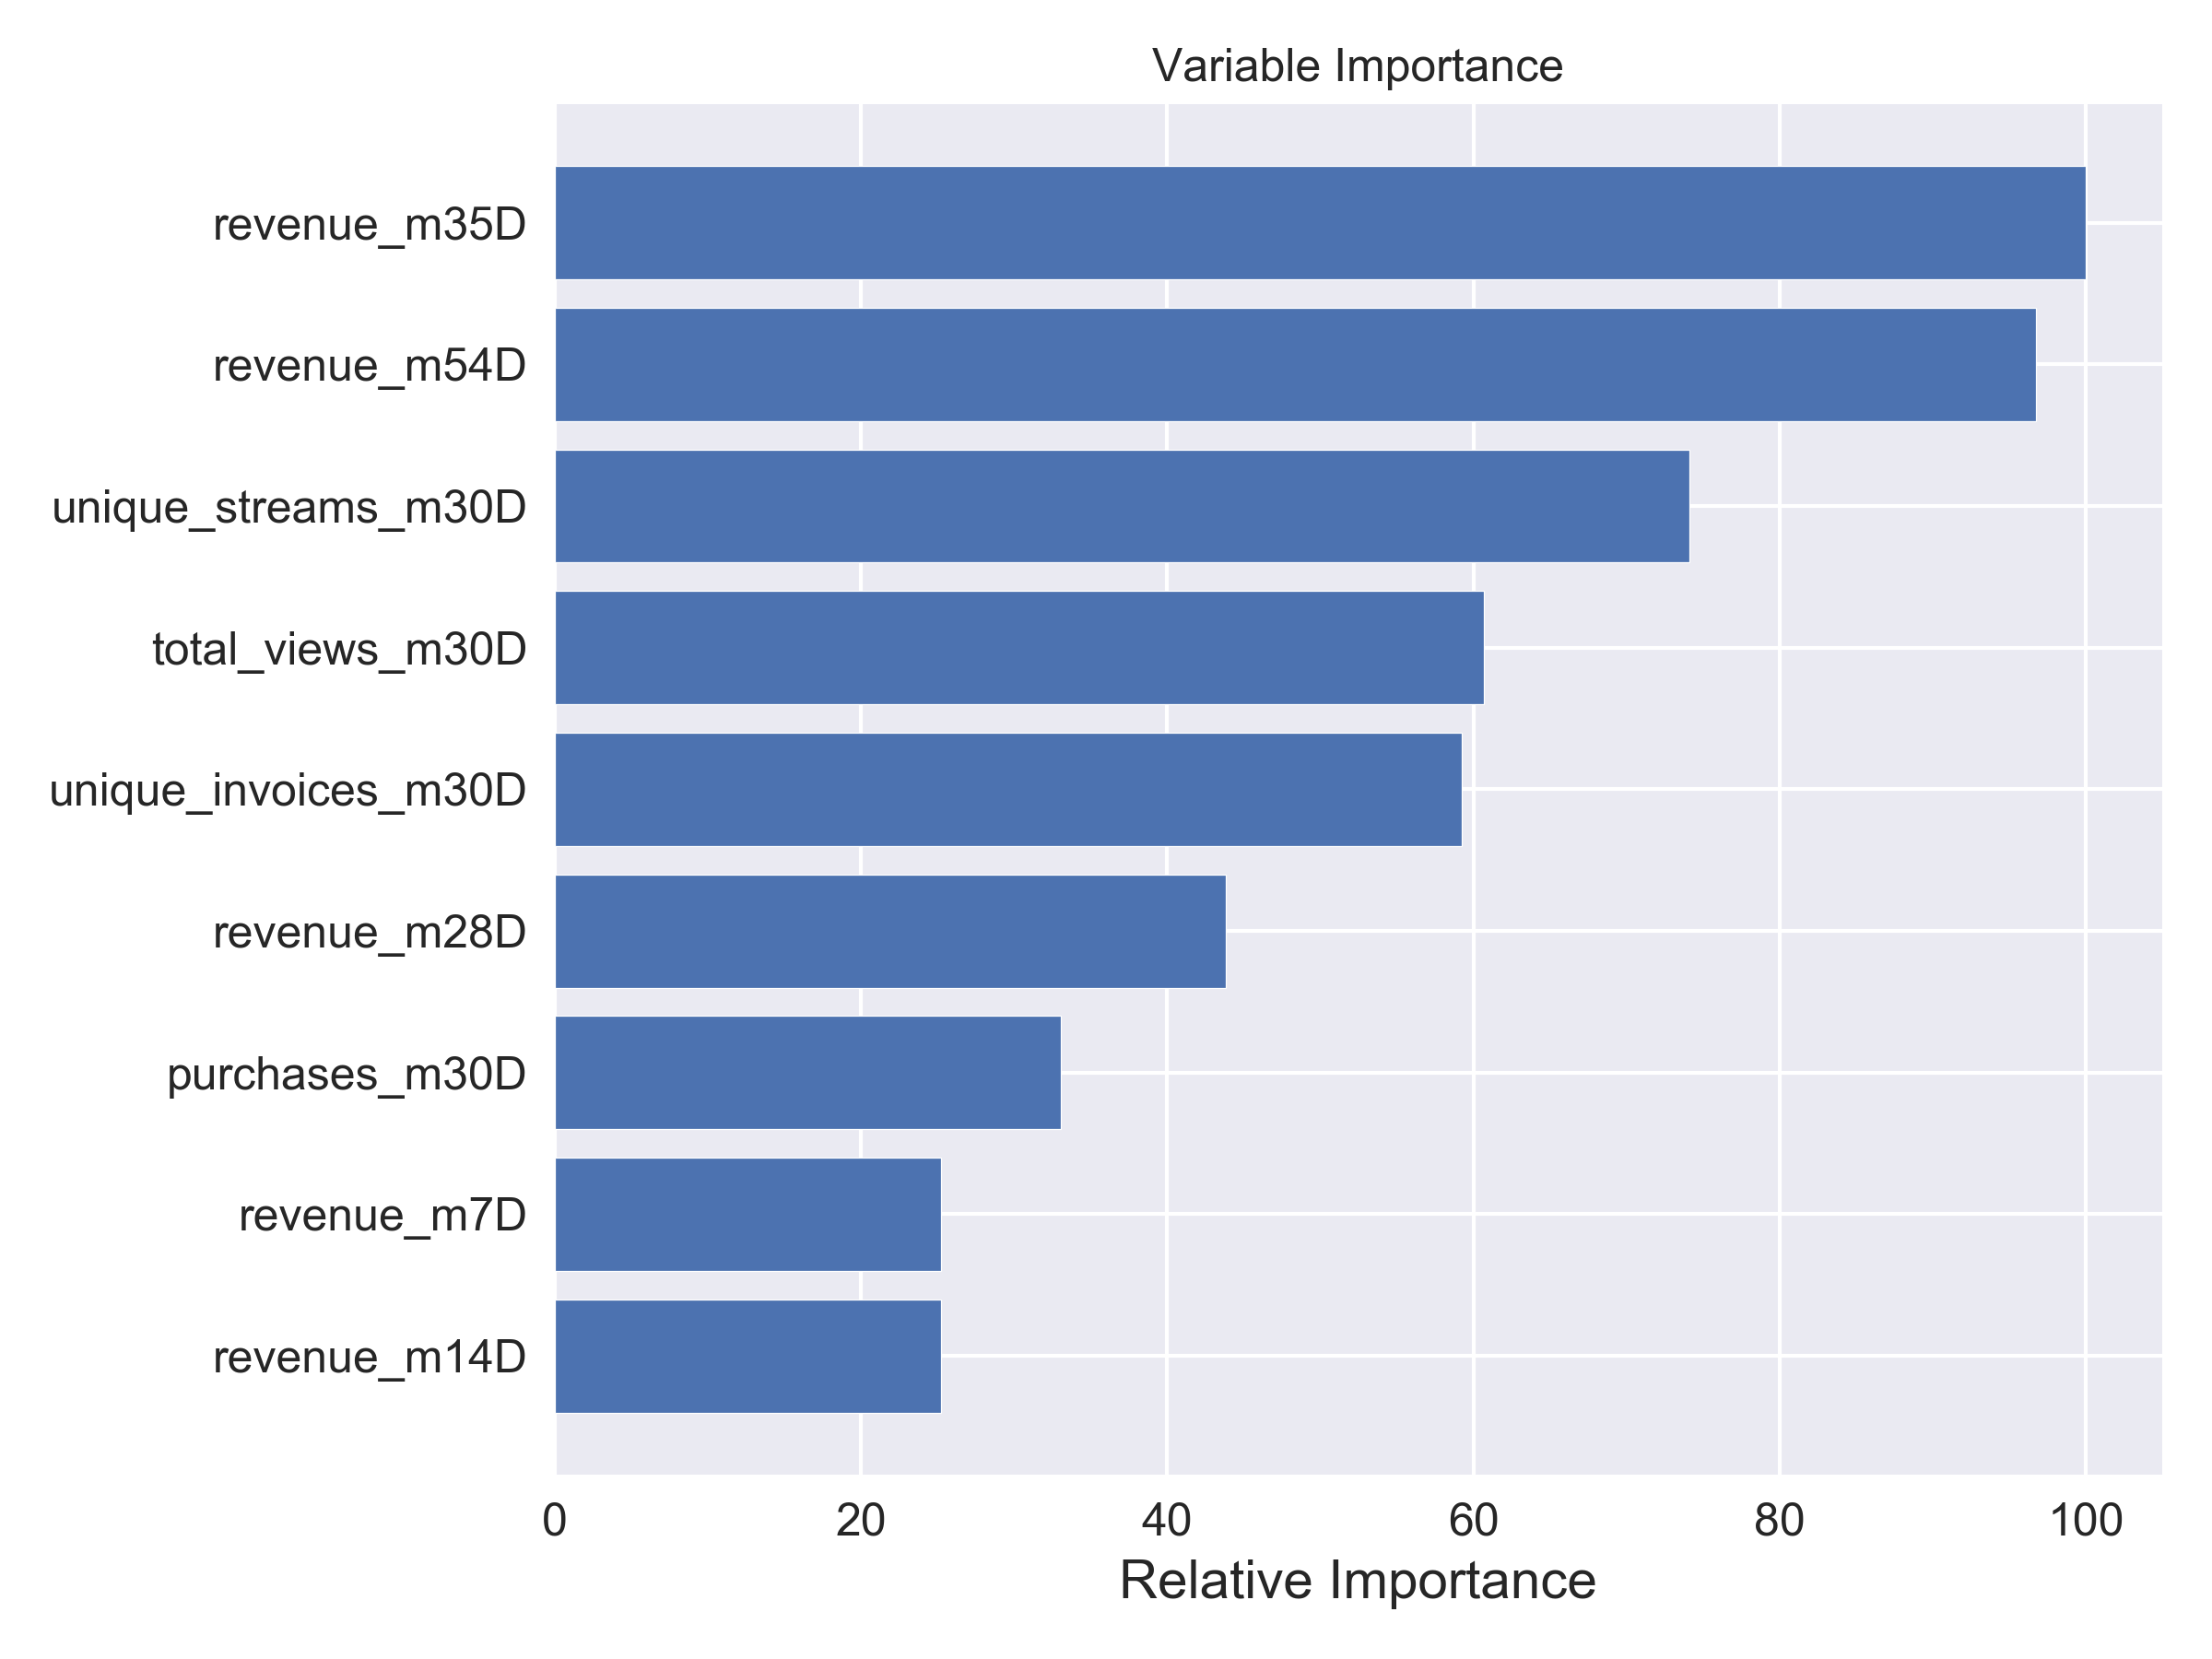 Variable Importance
revenue_m35D
revenue_m54D
unique_streams_m30D
total_views_m30D
unique_invoices_m30D
revenue_m28D
purchases_m30D
revenue_m7D
revenue_m14D
0 20 40 60 80 100
Relative Importance